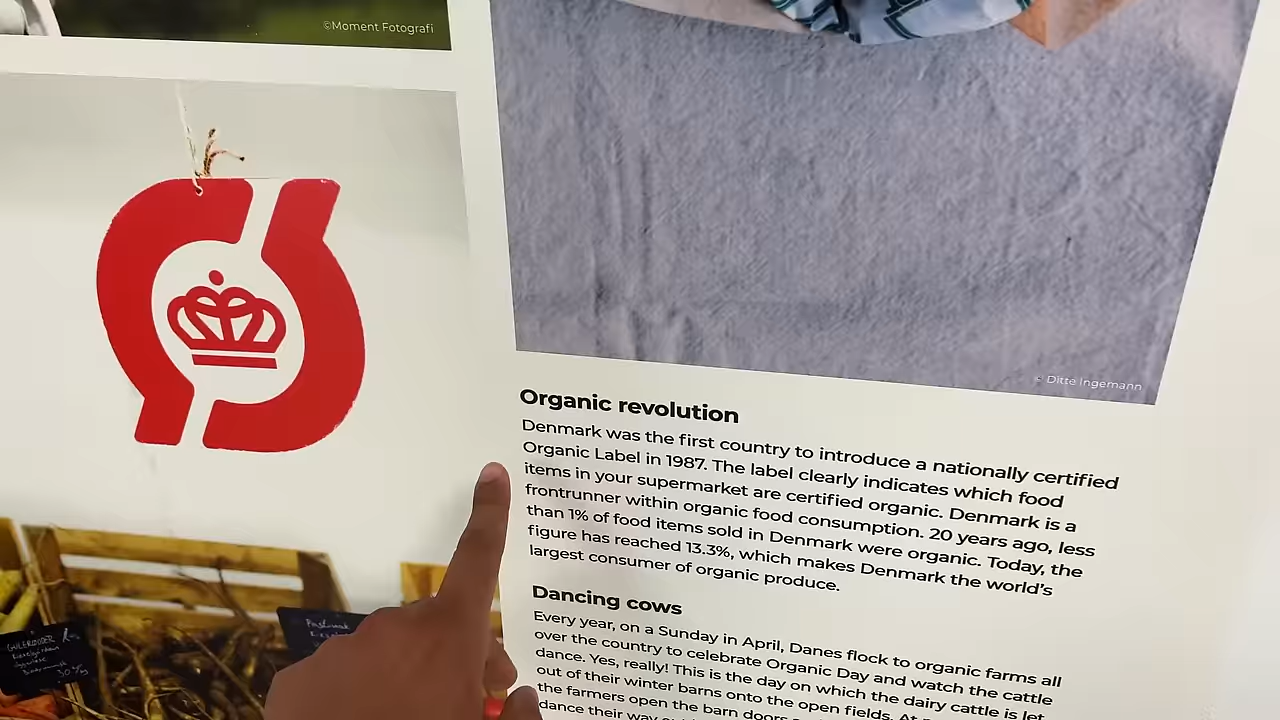 ©Moment Fotografi
© Ditte Ingemann
Organic revolution
Denmark was the first country to introduce a nationally certified
Organic Label in 1987. The label clearly indicates which food
items in your supermarket are certified organic. Denmark is a
frontrunner within organic food consumption. 20 years ago, less
than 1% of food items sold in Denmark were organic. Today, the
figure has reached 13.3%, which makes Denmark the world's
largest consumer of organic produce.
Dancing cows
Every year, on a Sunday in April, Danes flock to organic farms all
over the country to celebrate Organic Day and watch the cattle
dance. Yes, really! This is the day on which the dairy cattle is let
out of their winter barns onto the open fields. At
the farmers open the barn doors
dance their way
GULERØDDER
30